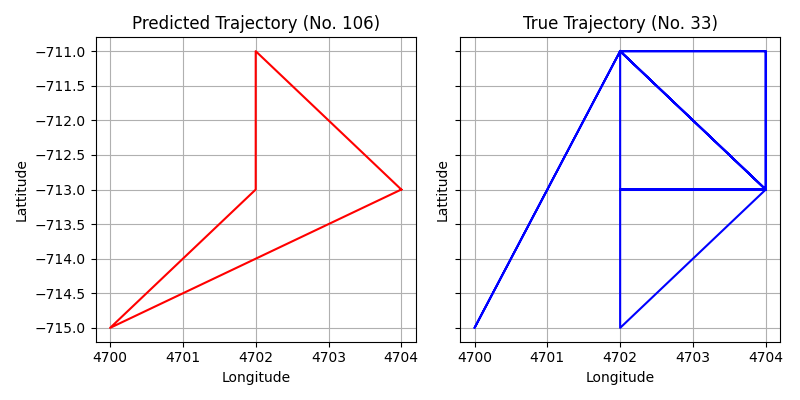 Predicted Trajectory (No. 106)
Lattitude
−711.0
−711.5
−712.0
−712.5
−713.0
−713.5
−714.0
−714.5
−715.0
4700 4701 4702 4703 4704
Longitude
True Trajectory (No. 33)
Lattitude
4700 4701 4702 4703 4704
Longitude